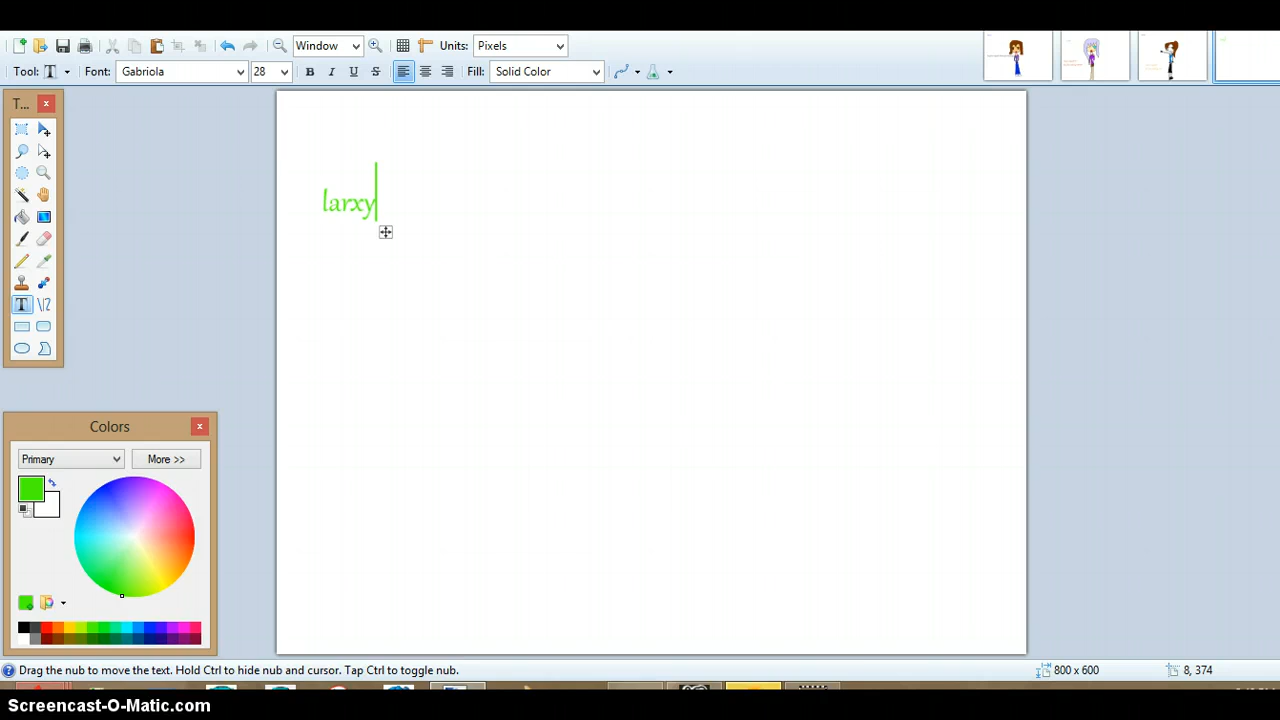 Window
Units:
Pixels
Tool:
Font:
Gabriola
28
B
I
U
S
Fill:
Solid Color
T...
larxy
T
Colors
Primary
More >>
Drag the nub to move the text. Hold Ctrl to hide nub and cursor. Tap Ctrl to toggle nub.
800 x 600
8, 374
Screencast-O-Matic.com